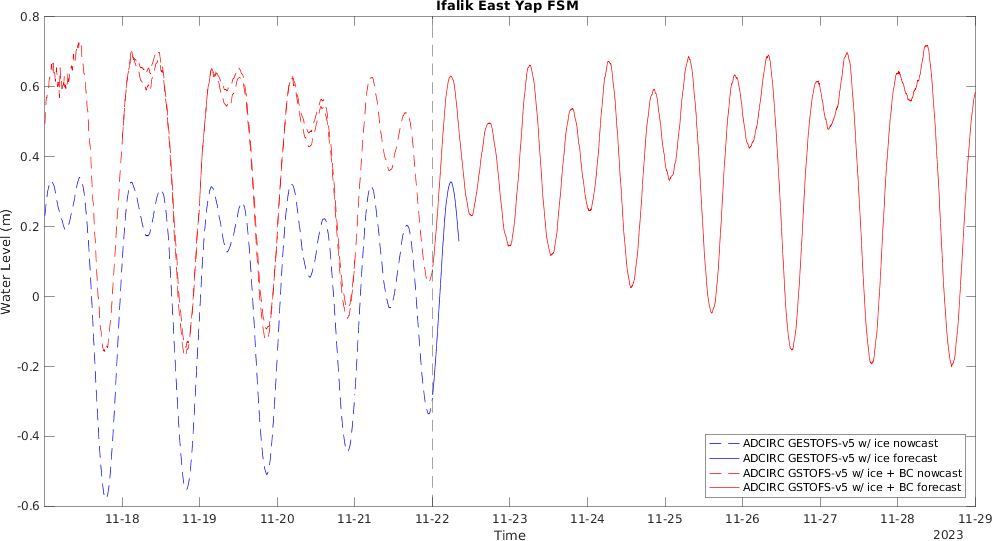 Ifalik East Yap FSM
0.8
0.6
0.4
0.2
0
-0.2
-0.4
-0.6
Water Level (m)
ADCIRC GESTOFS-v5 w/ ice nowcast
ADCIRC GESTOFS-v5 w/ ice forecast
ADCIRC GSTOFS-v5 w/ ice + BC nowcast
ADCIRC GSTOFS-v5 w/ ice + BC forecast
11-18 11-19 11-20 11-21 11-22 11-23 11-24 11-25 11-26 11-27 11-28 11-29
Time
2023